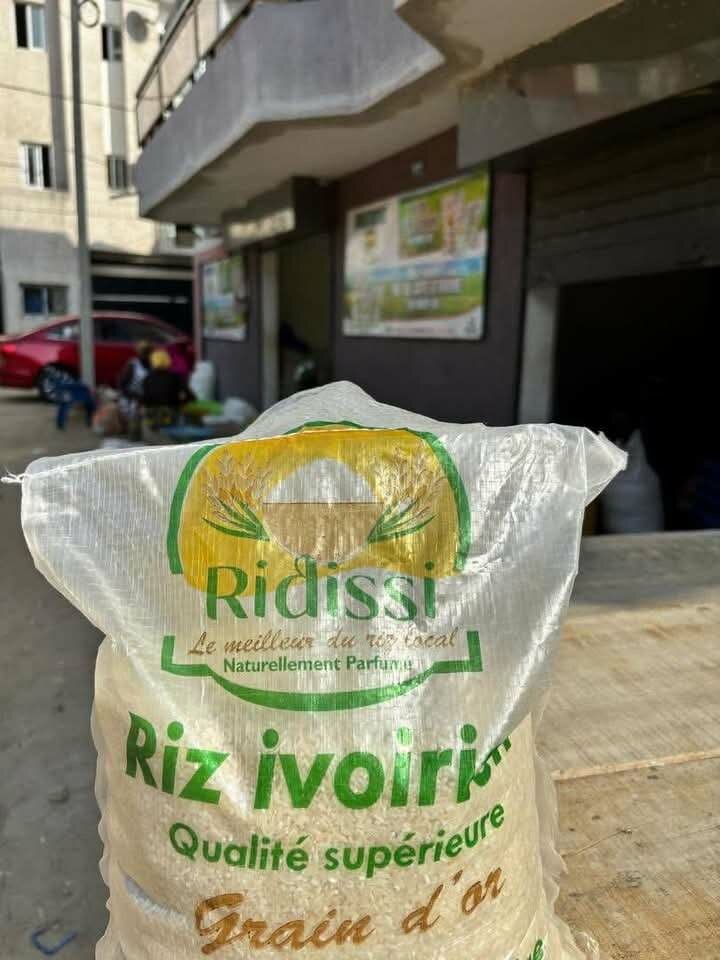 Ridissi
Le meilleur du riz local
Naturellement Parfumé
Riz ivoirien
Qualité supérieure
Grain d'or